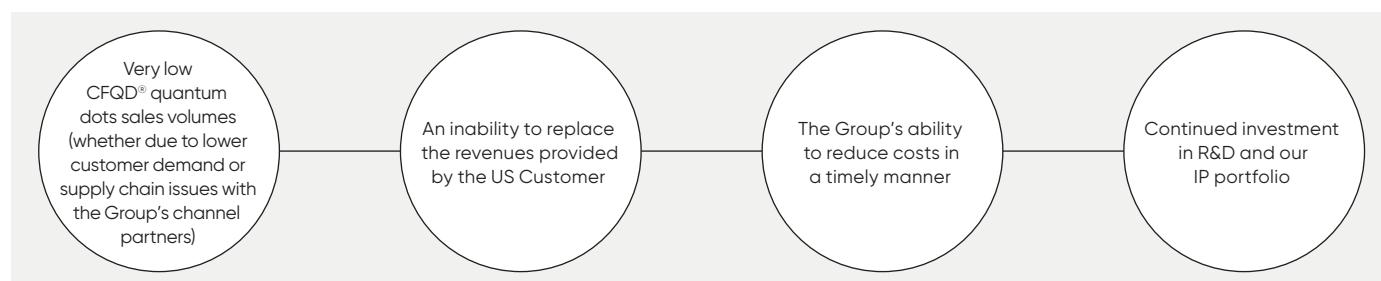 Very low
CFQD® quantum
dots sales volumes
(whether due to lower
customer demand or
supply chain issues with
the Group's channel
partners)
An inability to replace
the revenues provided
by the US Customer
The Group's ability
to reduce costs in
a timely manner
Continued investment
in R&D and our
IP portfolio